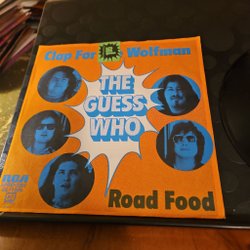 Clap For Wolfman
THE
GUESS
WHO
RCA
Road Food